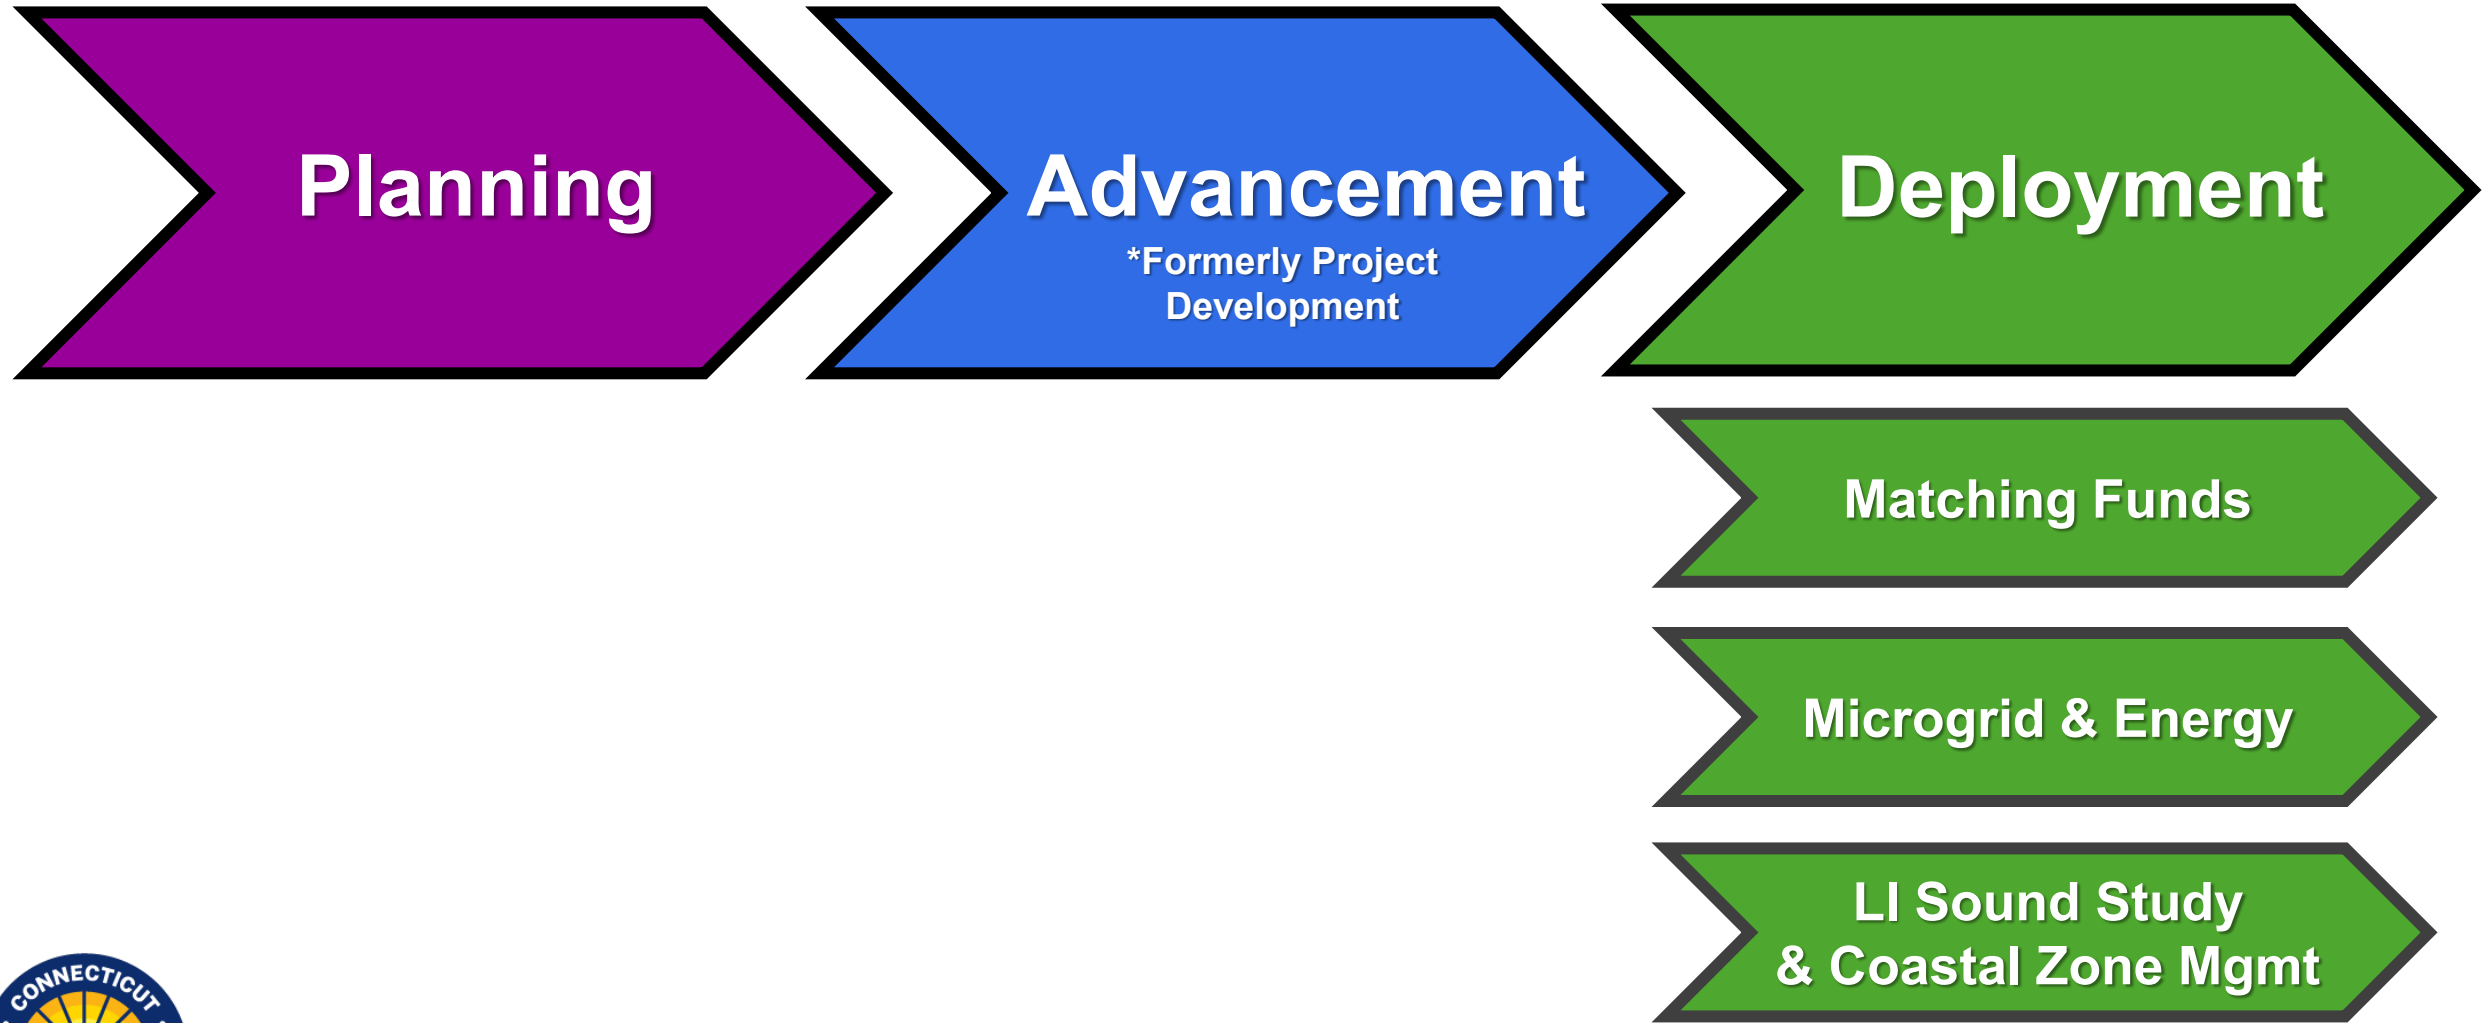 Planning
Advancement
*Formerly Project
Development
Deployment
Matching Funds
Microgrid & Energy
LI Sound Study
& Coastal Zone Mgmt
CONNECTICUT